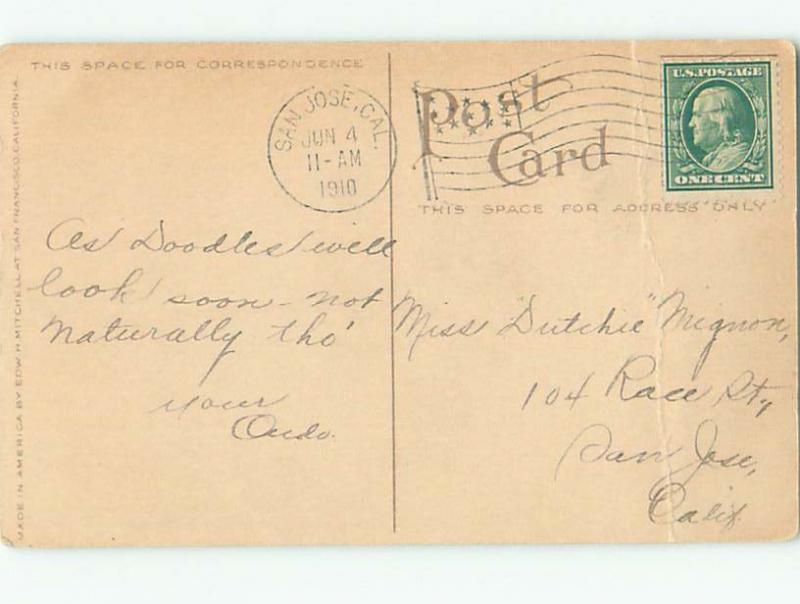 THIS SPACE FOR CORRESPONDENCE
SAN JOSE, CAL.
JUN 4
11-AM
1910
Post
Card
U.S. POSTAGE
ONE CENT
THIS SPACE FOR ADDRESS ONLY
MADE IN AMERICA BY EDW. H. MITCHELL AT SAN FRANCISCO, CALIFORNIA.
As Doodles will
look soon - not
naturally tho'
your
Miss "Dutchie" Mignon,
104 Race St.,
San Jose,
Calif.